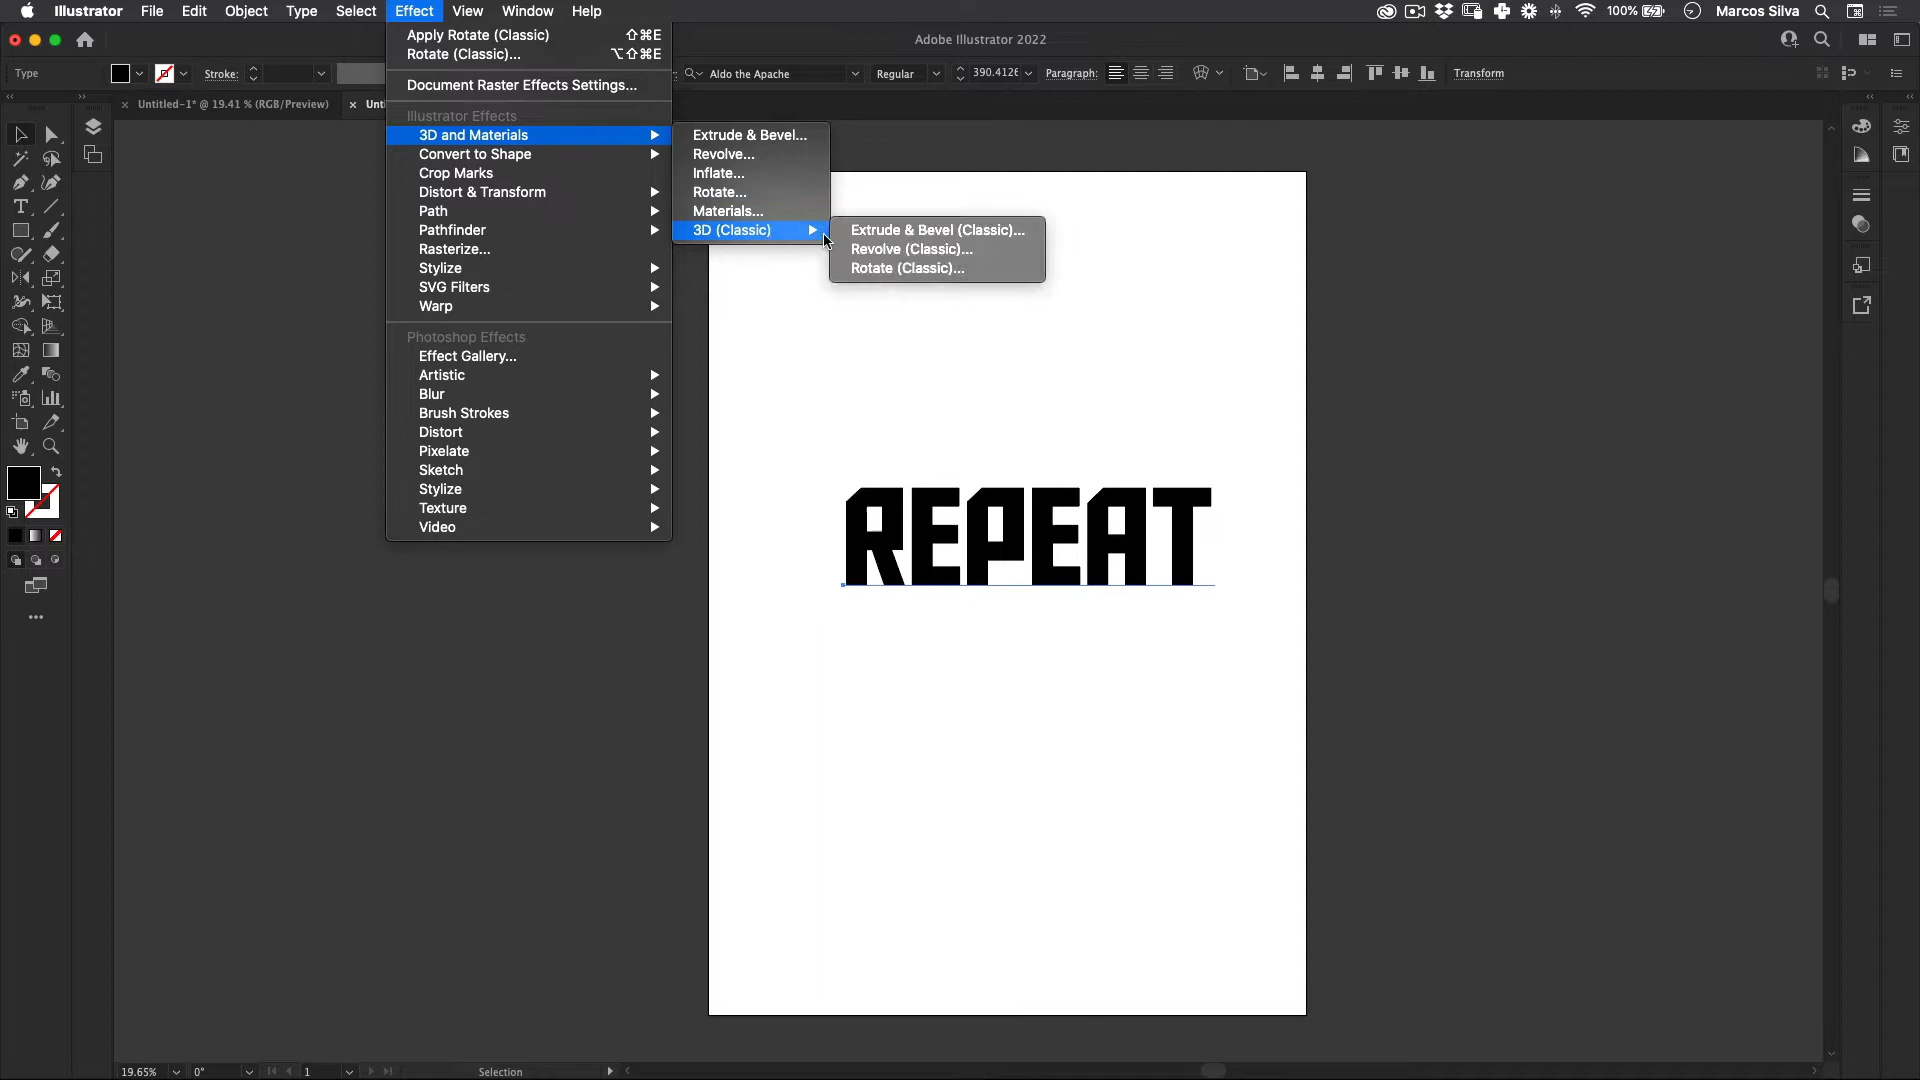 Illustrator File Edit Object Type Select Effect View Window Help 100% Marcos Silva
Adobe Illustrator 2022
Type Stroke: Aldo the Apache Regular 390.4126 Paragraph: Transform
× Untitled-1* @ 19.41 % (RGB/Preview) × Unt
Apply Rotate (Classic) ⇧⌘E
Rotate (Classic)... ⌥⇧⌘E
Document Raster Effects Settings...
Illustrator Effects
3D and Materials
Convert to Shape
Crop Marks
Distort & Transform
Path
Pathfinder
Rasterize...
Stylize
SVG Filters
Warp
Photoshop Effects
Effect Gallery...
Artistic
Blur
Brush Strokes
Distort
Pixelate
Sketch
Stylize
Texture
Video
Extrude & Bevel...
Revolve...
Inflate...
Rotate...
Materials...
3D (Classic)
Extrude & Bevel (Classic)...
Revolve (Classic)...
Rotate (Classic)...
REPEAT
19.65% 0° 1 Selection